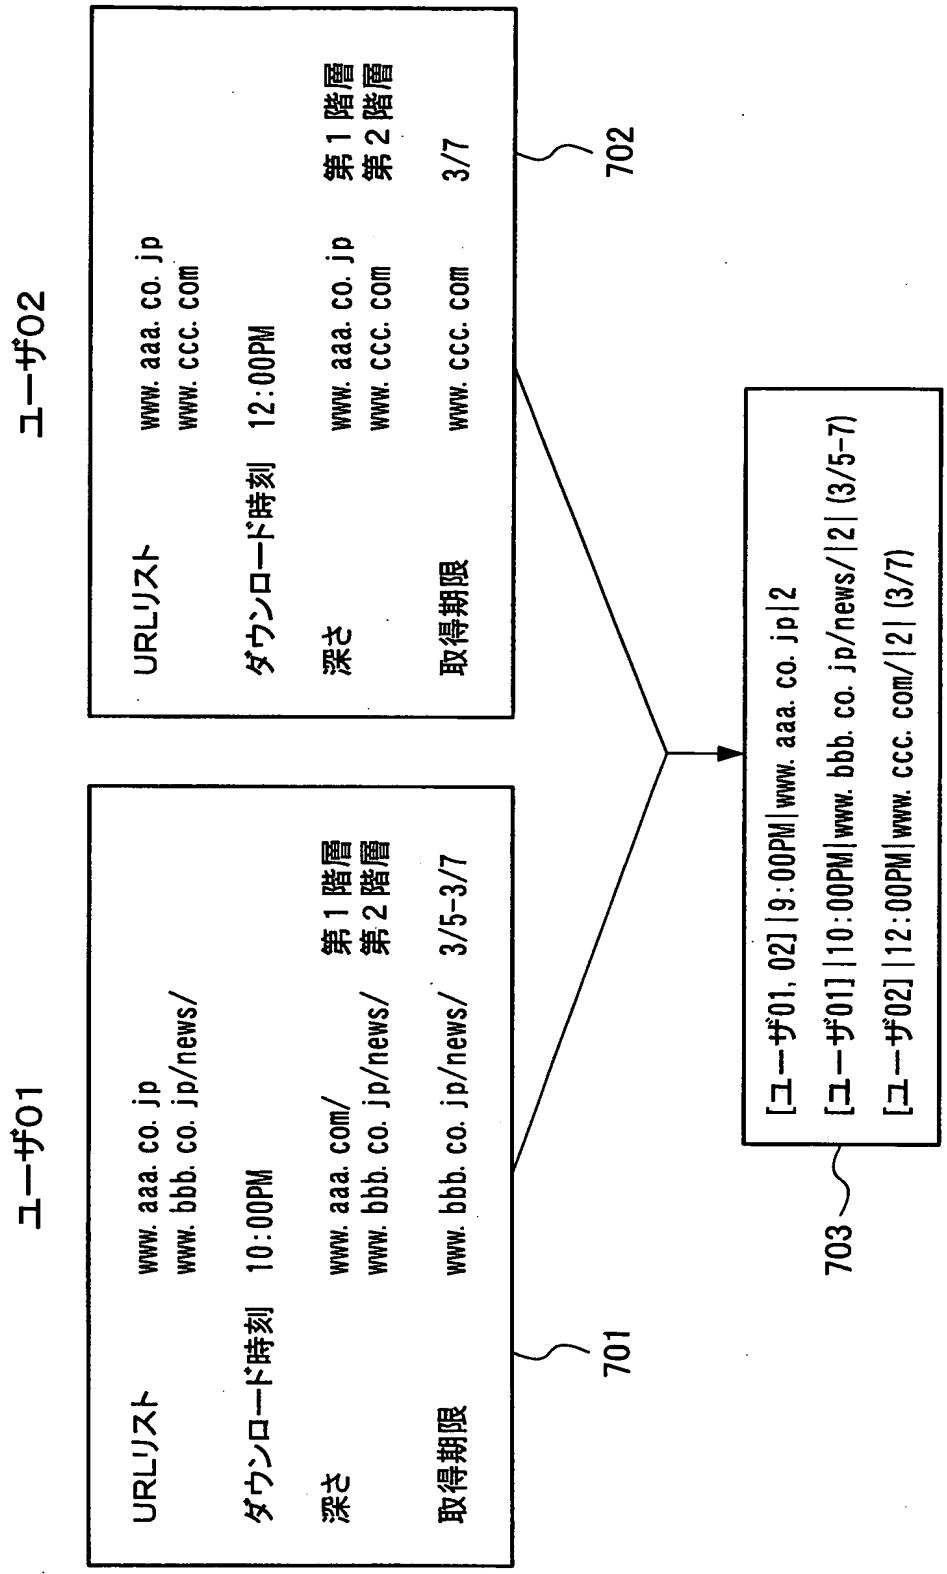 ユーザ01
URLリスト www.aaa.co.jp
www.bbb.co.jp/news/
ダウンロード時刻 10:00PM
深さ www.aaa.com/ 第1階層
www.bbb.co.jp/news/ 第2階層
取得期限 www.bbb.co.jp/news/ 3/5-3/7
701
ユーザ02
URLリスト www.aaa.co.jp
www.ccc.com
ダウンロード時刻 12:00PM
深さ www.aaa.co.jp 第1階層
www.ccc.com 第2階層
取得期限 www.ccc.com 3/7
702
[ユーザ01,02]|9:00PM|www.aaa.co.jp|2
[ユーザ01]|10:00PM|www.bbb.co.jp/news/|2|(3/5-7)
[ユーザ02]|12:00PM|www.ccc.com/|2|(3/7)
703